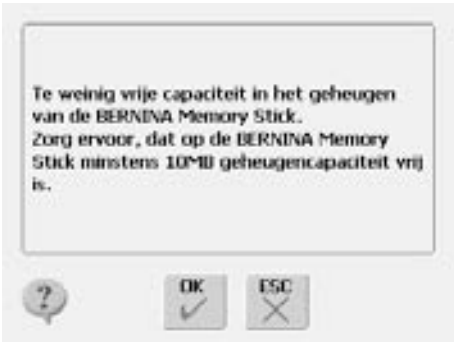 Te weinig vrije capaciteit in het geheugen
van de BERNINA Memory Stick.
Zorg ervoor, dat op de BERNINA Memory
Stick minstens 10MB geheugencapaciteit vrij
is.
?
OK ESC